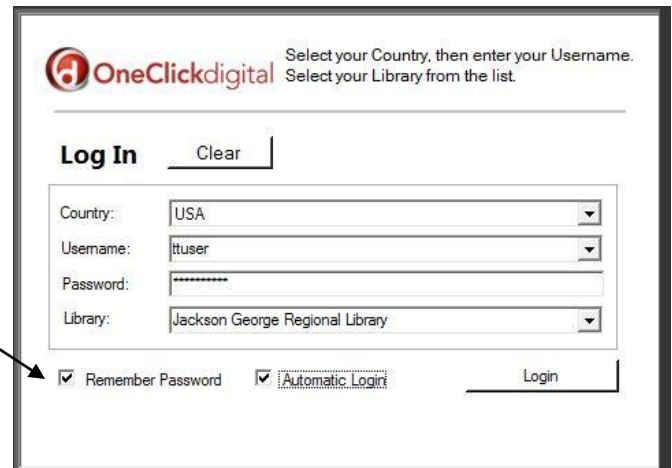 OneClickdigital
Select your Country, then enter your Username.
Select your Library from the list.
Log In
Clear
Country: USA
Username: ttuser
Password: **********
Library: Jackson George Regional Library
Remember Password
Automatic Login
Login